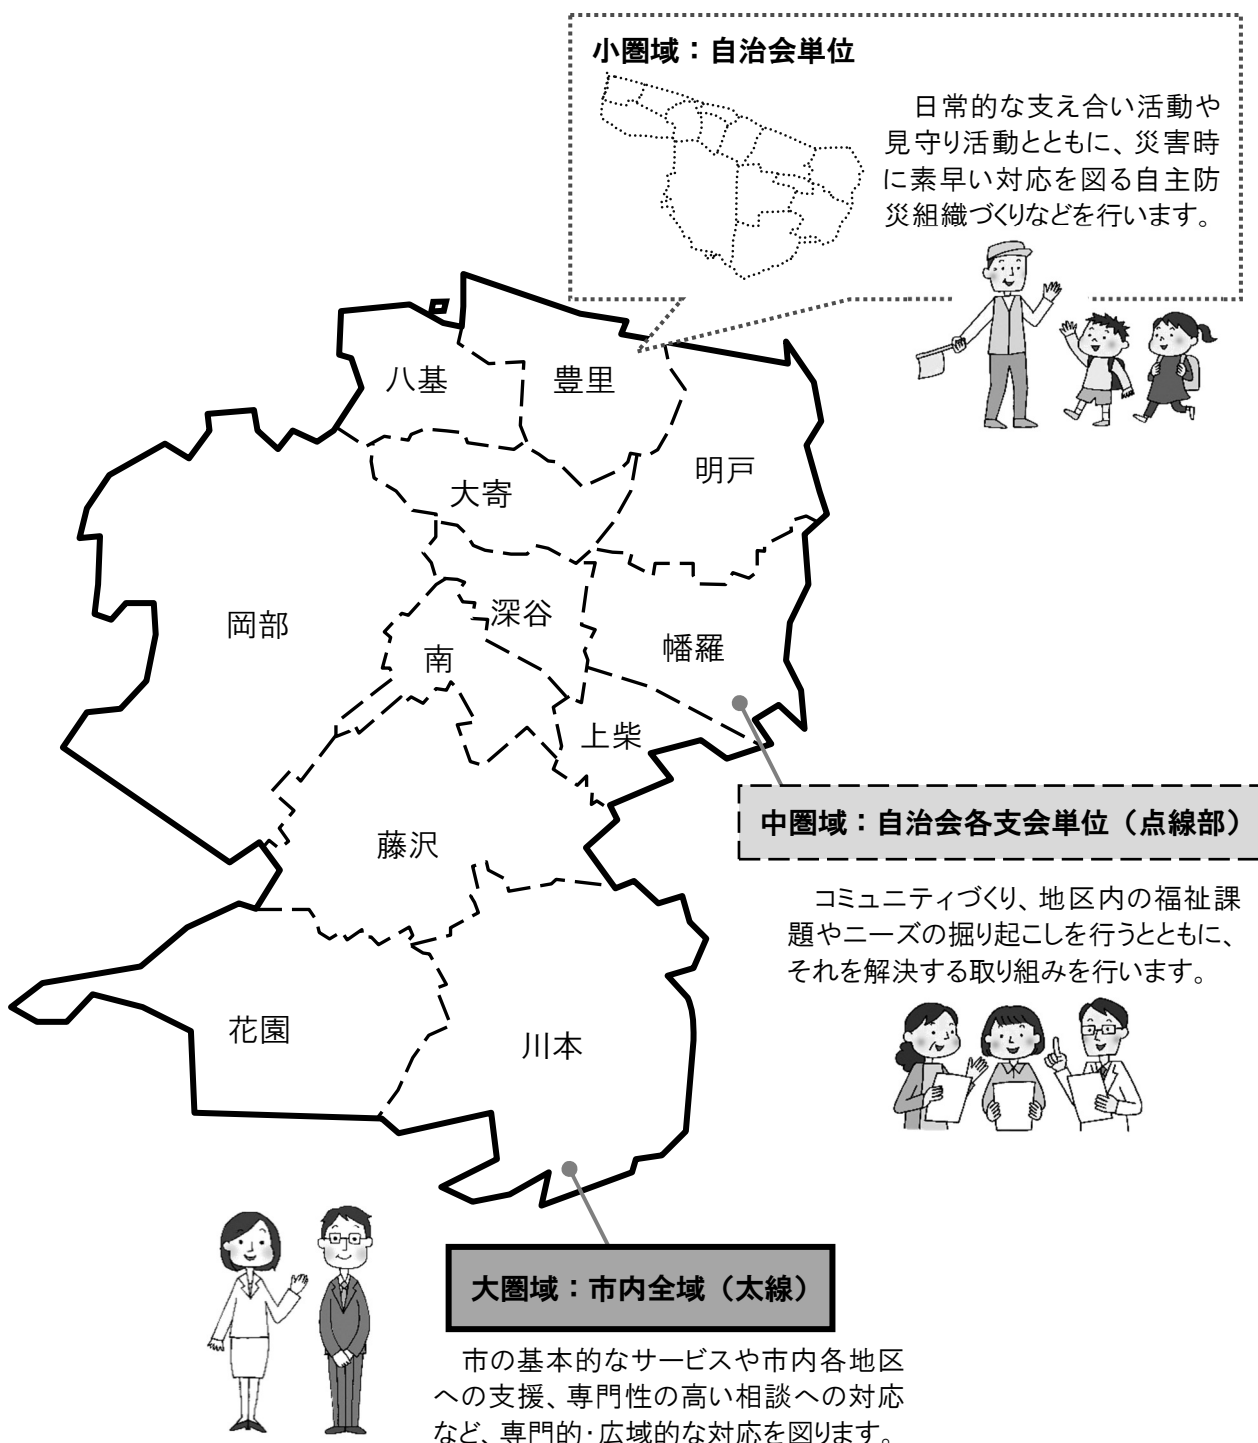 小圏域：自治会単位
日常的な支え合い活動や
見守り活動とともに、災害時
に素早い対応を図る自主防
災組織づくりなどを行います。
八基
豊里
明戸
大寄
深谷
岡部
南
幡羅
上柴
中圏域：自治会各支会単位（点線部）
藤沢
コミュニティづくり、地区内の福祉課
題やニーズの掘り起こしを行うとともに、
それを解決する取り組みを行います。
花園
川本
大圏域：市内全域（太線）
市の基本的なサービスや市内各地区
への支援、専門性の高い相談への対応
など、専門的・広域的な対応を図ります。